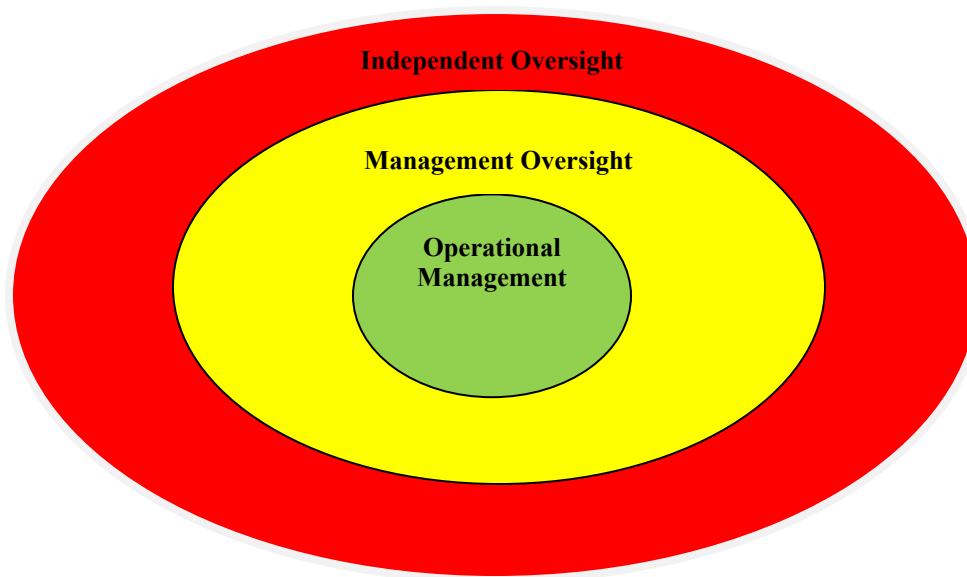 Independent Oversight
Management Oversight
Operational
Management